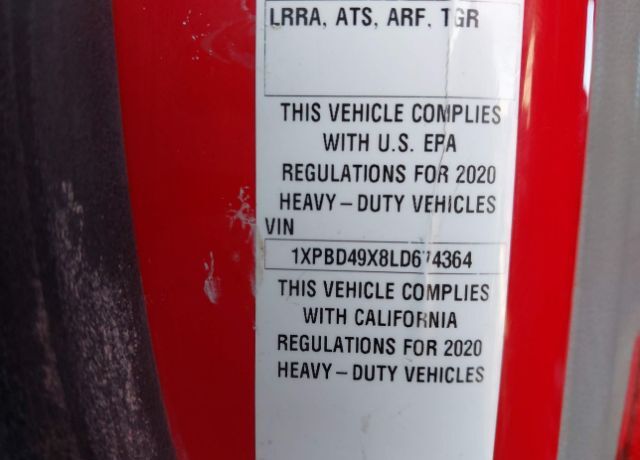 LRRA, ATS, ARF, TGR
THIS VEHICLE COMPLIES
WITH U.S. EPA
REGULATIONS FOR 2020
HEAVY-DUTY VEHICLES
VIN
1XPBD49X8LD674364
THIS VEHICLE COMPLIES
WITH CALIFORNIA
REGULATIONS FOR 2020
HEAVY-DUTY VEHICLES